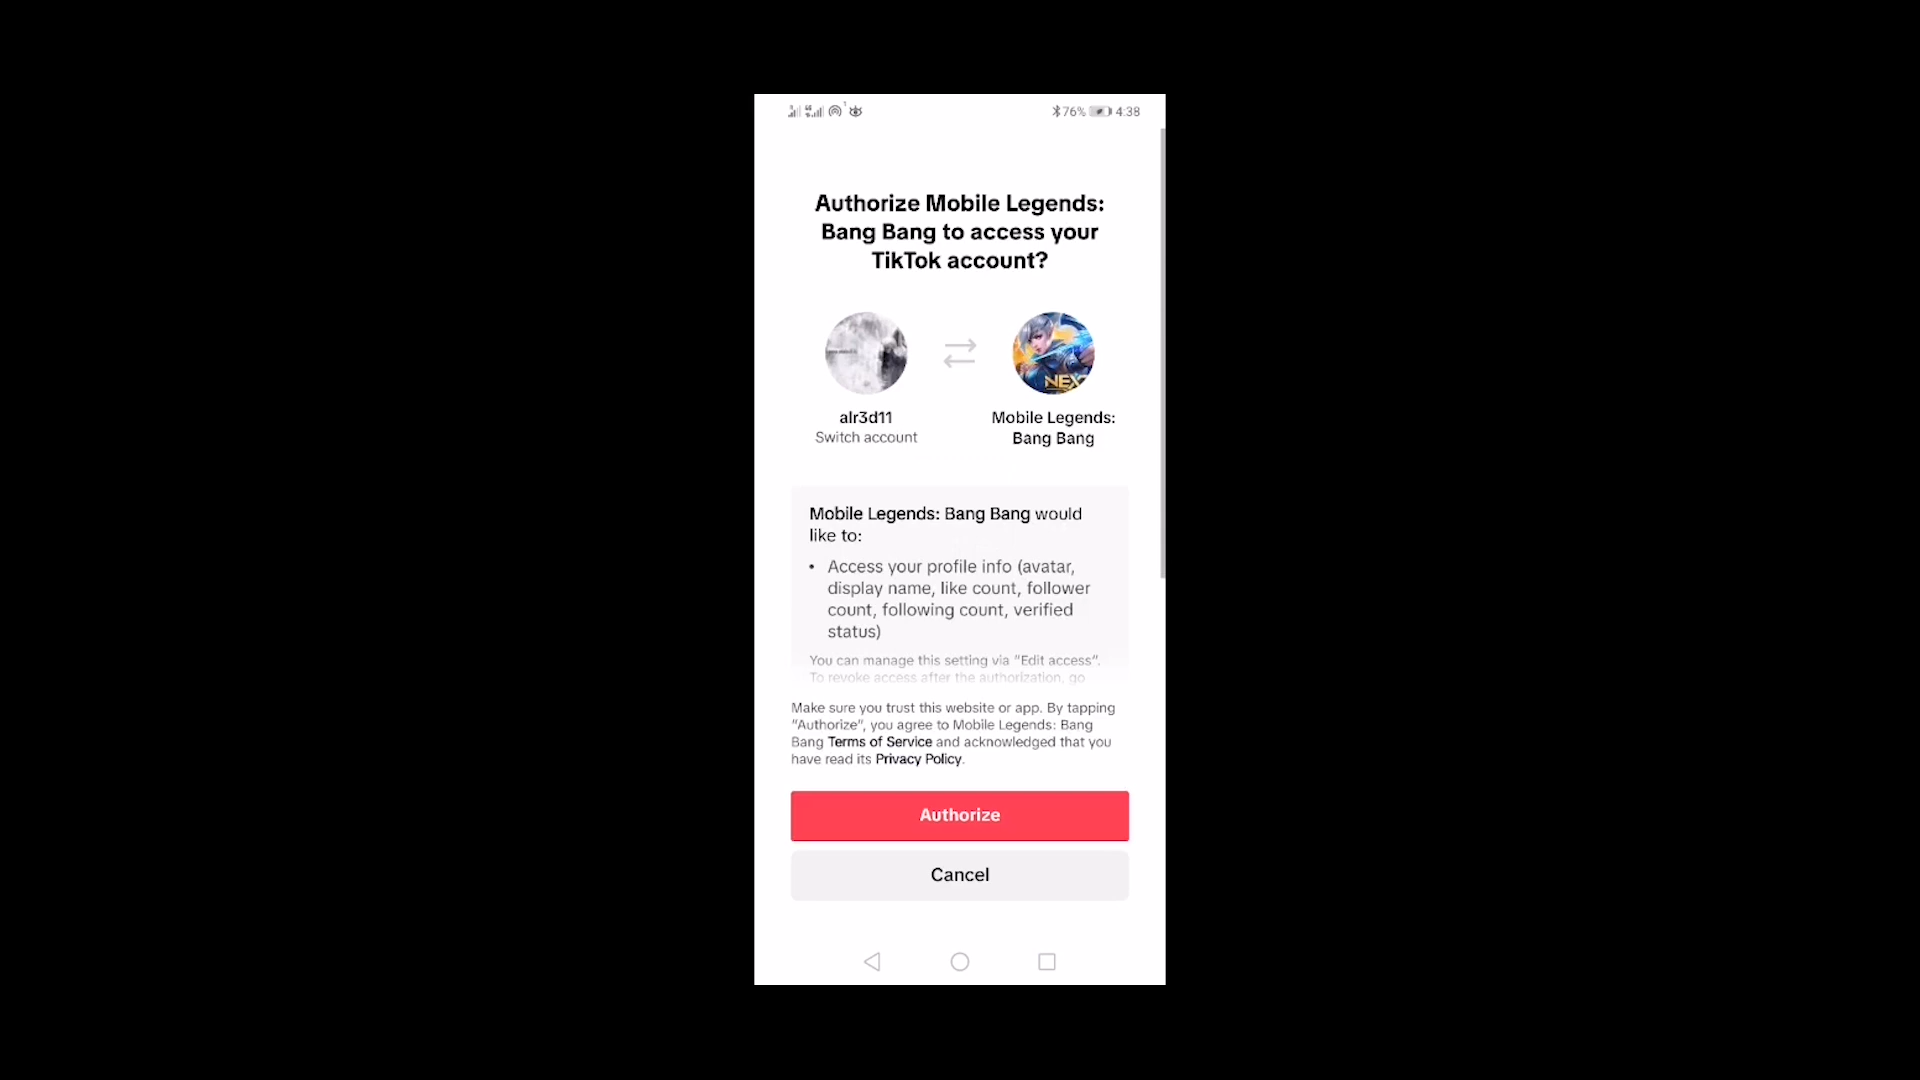 76% 4:38
Authorize Mobile Legends:
Bang Bang to access your
TikTok account?
NEX
alr3d11
Switch account
Mobile Legends:
Bang Bang
Mobile Legends: Bang Bang would
like to:
• Access your profile info (avatar,
display name, like count, follower
count, following count, verified
status)
You can manage this setting via "Edit access".
To revoke access after the authorization, go
Make sure you trust this website or app. By tapping
"Authorize", you agree to Mobile Legends: Bang
Bang Terms of Service and acknowledged that you
have read its Privacy Policy.
Authorize
Cancel